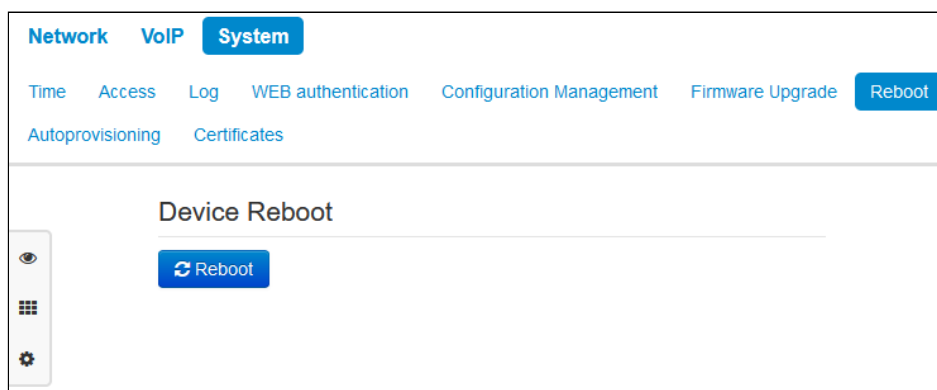 Network VoIP System
Time Access Log WEB authentication Configuration Management Firmware Upgrade Reboot
Autoprovisioning Certificates
Device Reboot
Reboot